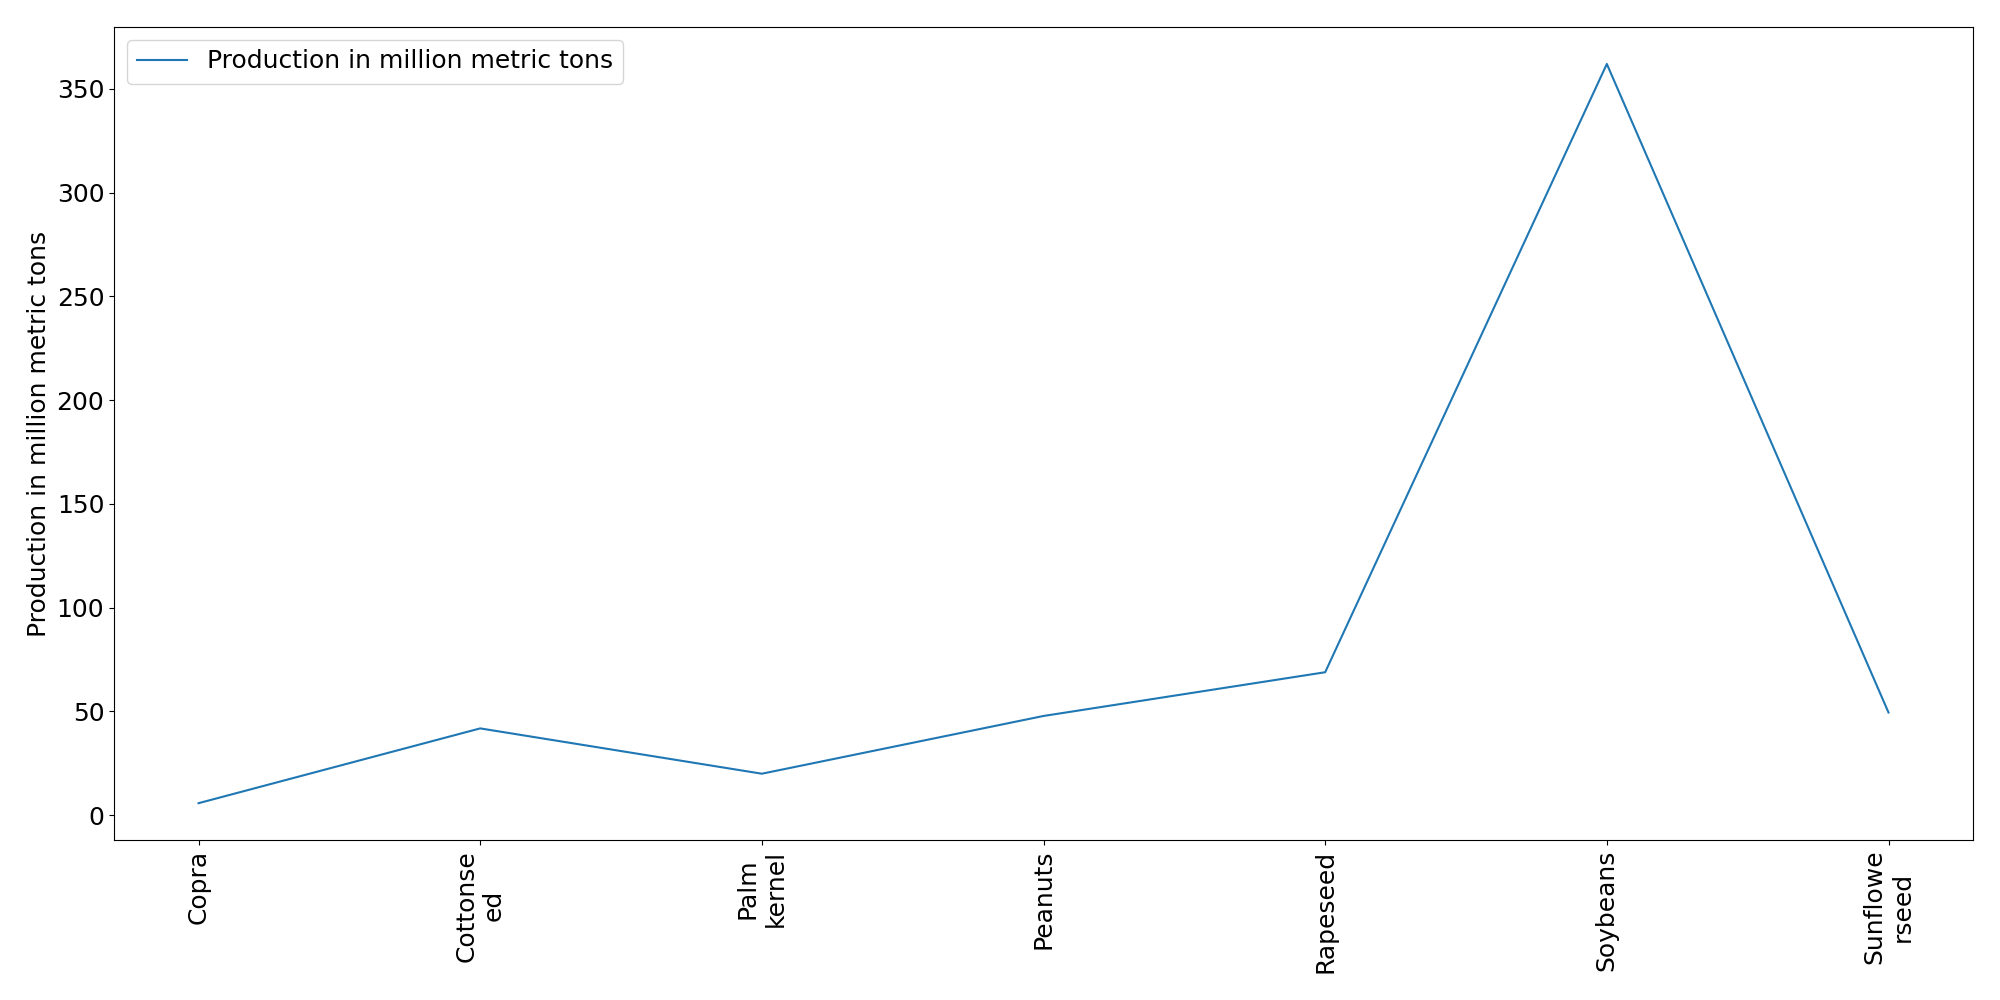 Production in million metric tons
Production in million metric tons
350
300
250
200
150
100
50
0
Copra
Cottonse
ed
Palm
kernel
Peanuts
Rapeseed
Soybeans
Sunflowe
rseed